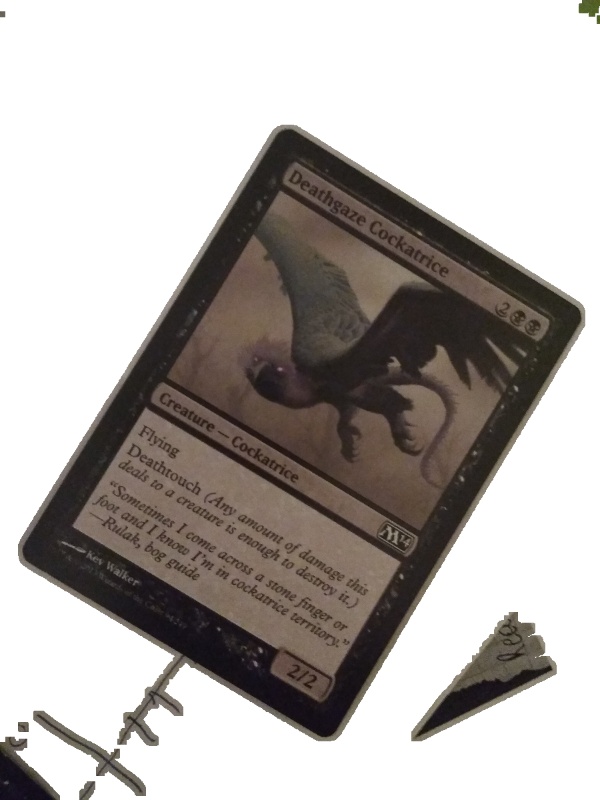 Deathgaze Cockatrice
2
Creature — Cockatrice
M14
Flying
Deathtouch (Any amount of damage this
deals to a creature is enough to destroy it.)
"Sometimes I come across a stone finger or
foot and I know I'm in cockatrice territory."
—Rulak, bog guide
Kev Walker
2/2